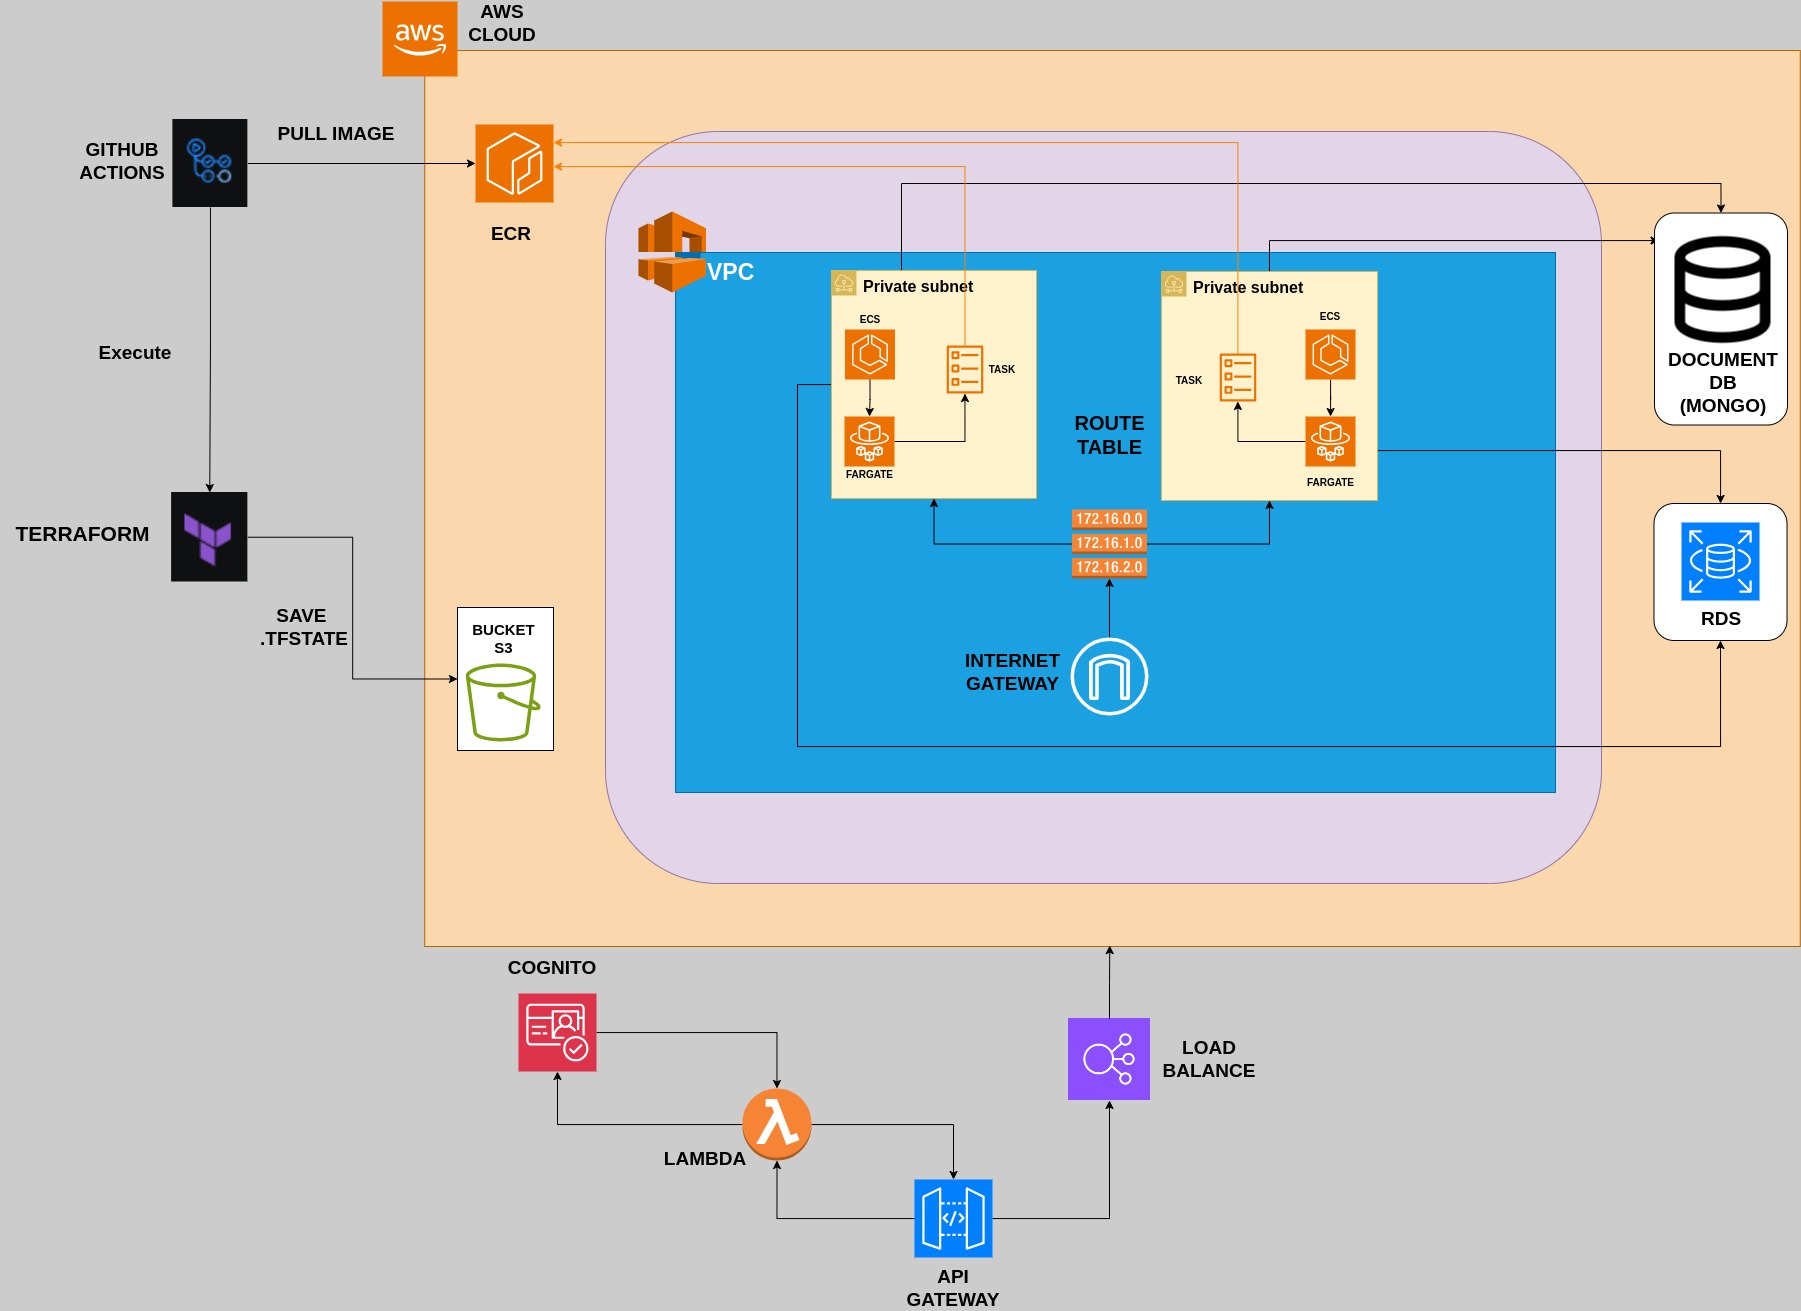 AWS
CLOUD
aws
GITHUB
ACTIONS
PULL IMAGE
ECR
VPC
Private subnet
ECS
TASK
FARGATE
Private subnet
ECS
TASK
FARGATE
ROUTE
TABLE
172.16.0.0
172.16.1.0
172.16.2.0
INTERNET
GATEWAY
DOCUMENT
DB
(MONGO)
RDS
Execute
TERRAFORM
SAVE
.TFSTATE
BUCKET
S3
COGNITO
LAMBDA
LOAD
BALANCE
</>
API
GATEWAY